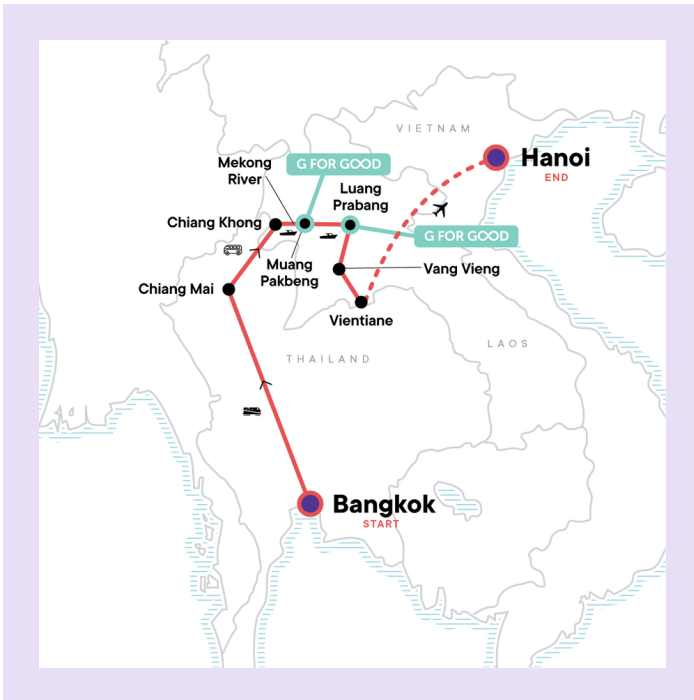 VIETNAM
Hanoi
END
Mekong
River
G FOR GOOD
Luang
Prabang
Chiang Khong
G FOR GOOD
Muang
Pakbeng
Vang Vieng
Chiang Mai
Vientiane
LAOS
THAILAND
Bangkok
START